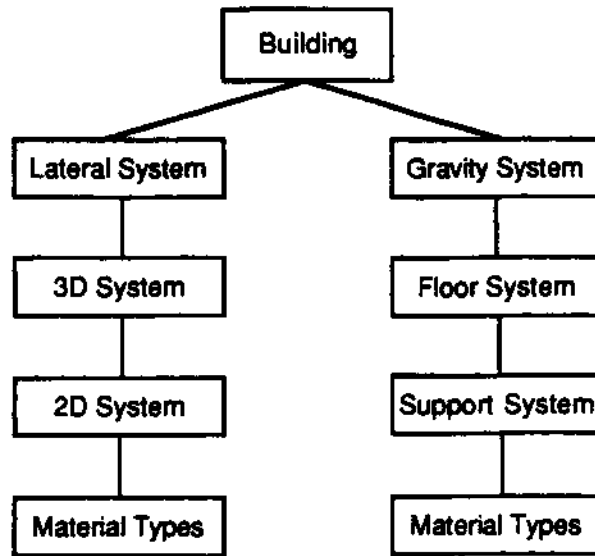 Building
Lateral System
Gravity System
3D System
Floor System
2D System
Support System
Material Types
Material Types